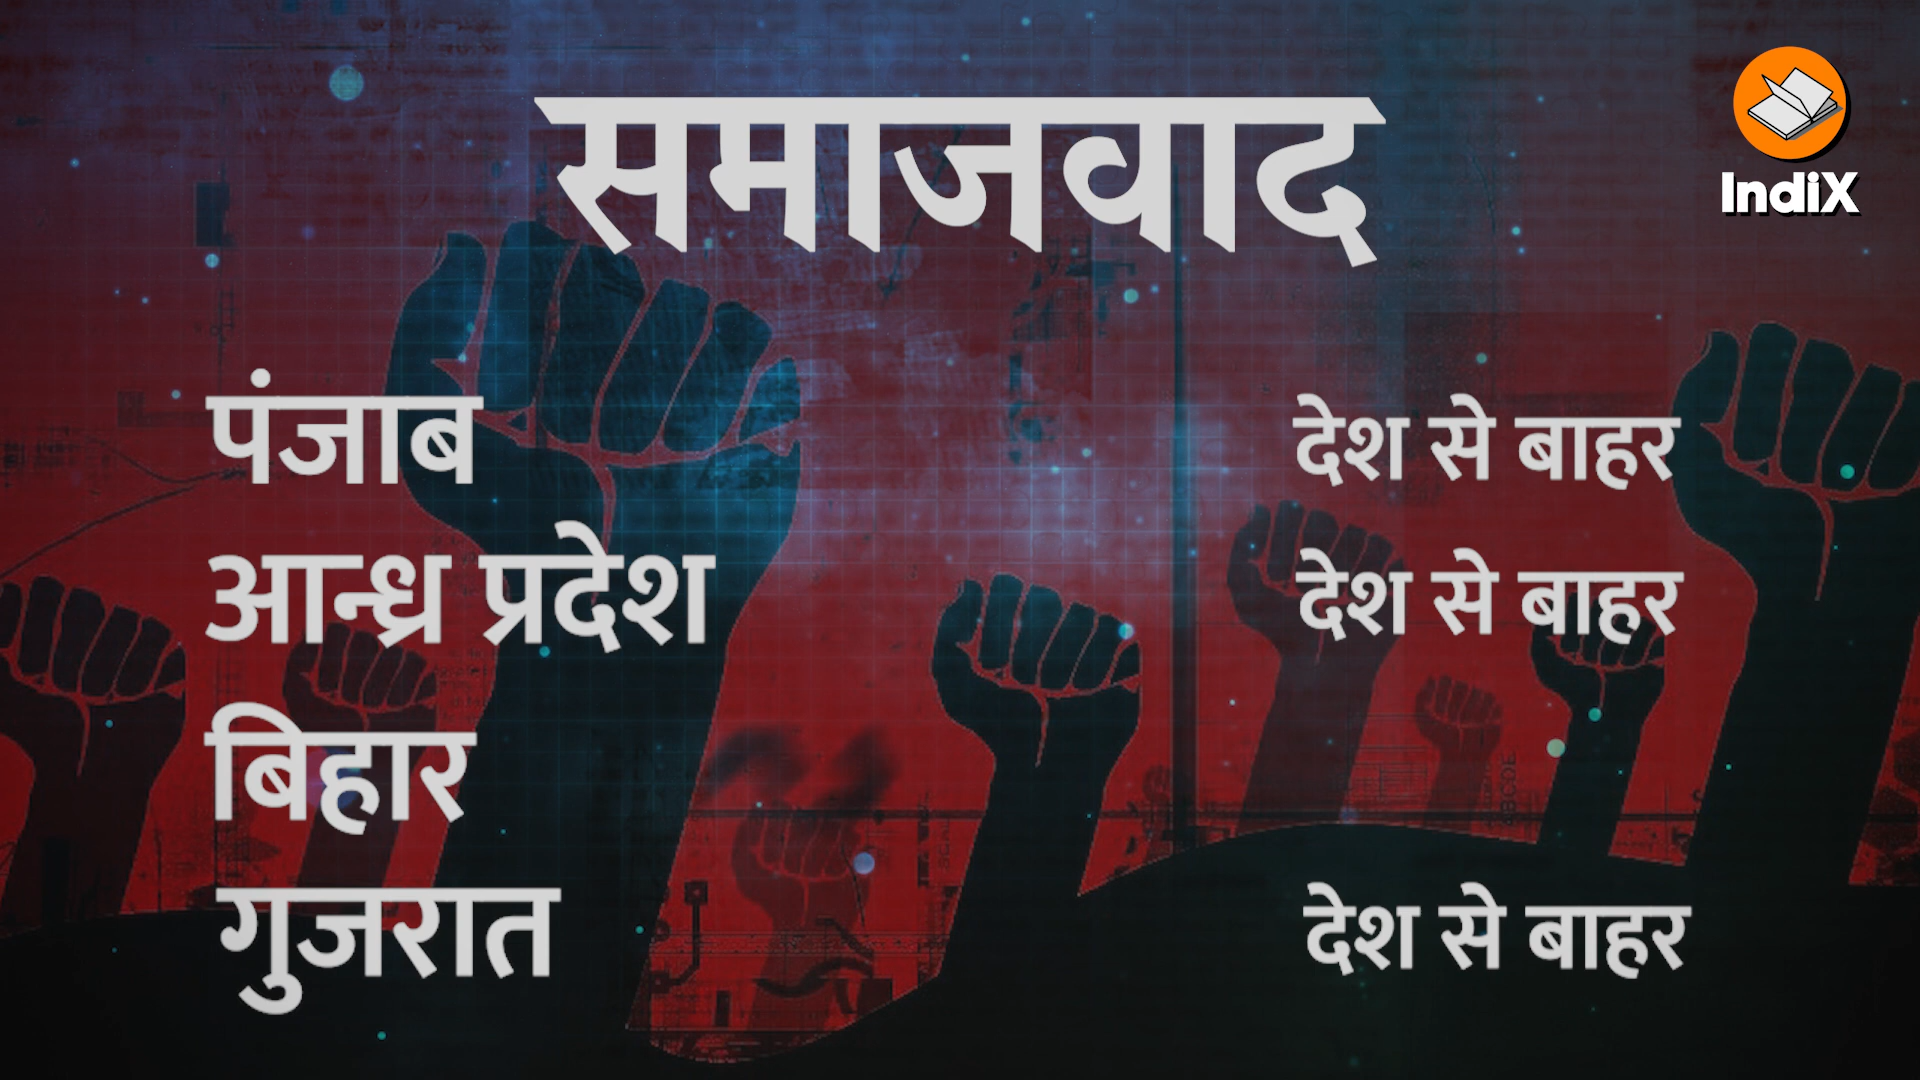 समाजवाद
IndiX
पंजाब देश से बाहर
आन्ध्र प्रदेश देश से बाहर
बिहार
गुजरात देश से बाहर